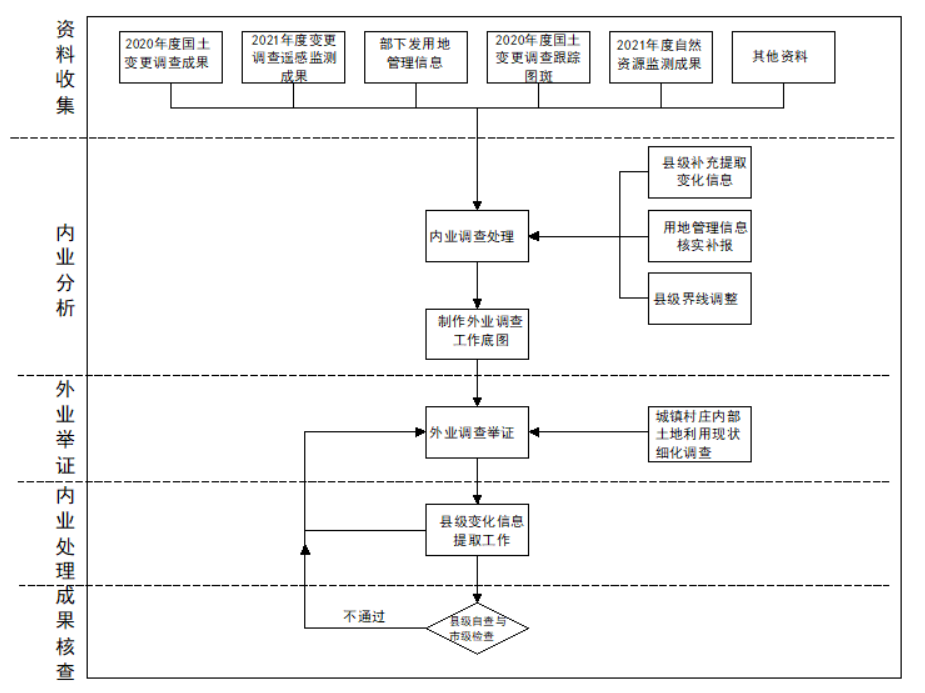 资料收集
2020年度国土
变更调查成果
2021年度变更
调查遥感监测
成果
部下发用地
管理信息
2020年度国土
变更调查跟踪
图斑
2021年度自然
资源监测成果
其他资料
内业分析
县级补充提取
变化信息
内业调查处理
用地管理信息
核实补报
县级界线调整
制作外业调查
工作底图
外业举证
外业调查举证
城镇村庄内部
土地利用现状
细化调查
内业处理
县级变化信息
提取工作
成果核查
不通过
县级自查与
市级检查